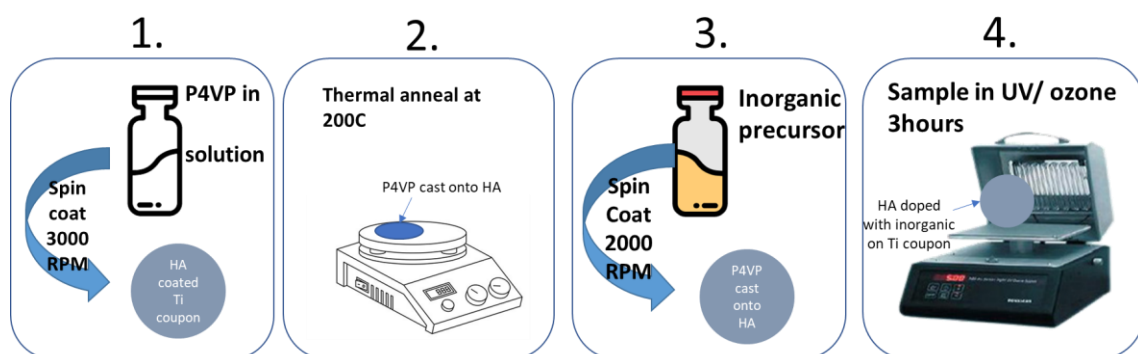 1.
P4VP in
solution
Spin
coat
3000
RPM
HA
coated
Ti
coupon
2.
Thermal anneal at
200C
P4VP cast onto HA
3.
Inorganic
precursor
Spin
Coat
2000
RPM
P4VP
cast
onto
HA
4.
Sample in UV/ ozone
3hours
HA doped
with inorganic
on Ti coupon